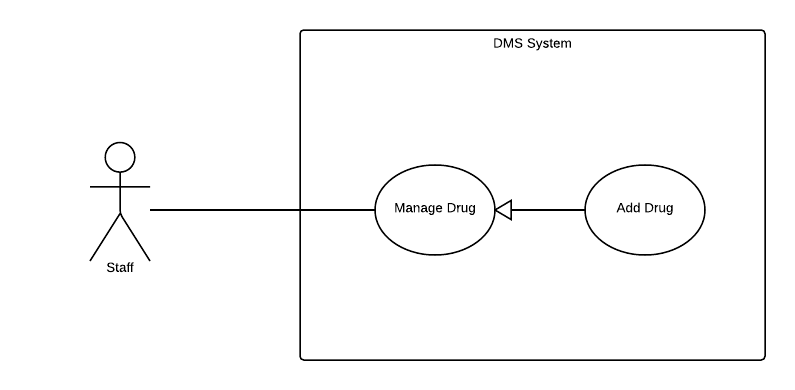 DMS System
Manage Drug
Add Drug
Staff